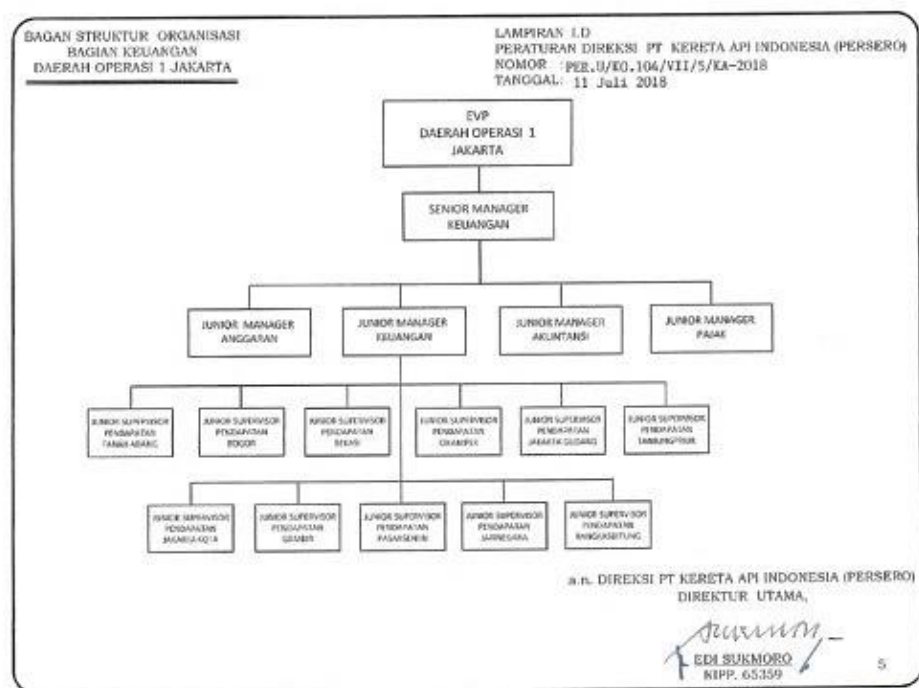 BAGAN STRUKTUR ORGANISASI
BAGIAN KEUANGAN
DAERAH OPERASI 1 JAKARTA
LAMPIRAN I.D
PERATURAN DIREKSI PT KERETA API INDONESIA (PERSERO)
NOMOR : PER.U/KO.104/VII/5/KA-2018
TANGGAL: 11 Juli 2018
EVP
DAERAH OPERASI 1
JAKARTA
SENIOR MANAGER
KEUANGAN
JUNIOR MANAGER
ANGGARAN
JUNIOR MANAGER
KEUANGAN
JUNIOR MANAGER
AKUNTANSI
JUNIOR MANAGER
PAJAK
JUNIOR SUPERVISOR
PENDAPATAN
TANAH ABANG
JUNIOR SUPERVISOR
PENDAPATAN
BOGOR
JUNIOR SUPERVISOR
PENDAPATAN
BEKASI
JUNIOR SUPERVISOR
PENDAPATAN
CIKAMPEK
JUNIOR SUPERVISOR
PENDAPATAN
JAKARTA GUDANG
JUNIOR SUPERVISOR
PENDAPATAN
TANJUNGPRIUK
JUNIOR SUPERVISOR
PENDAPATAN
JAKARTA KOTA
JUNIOR SUPERVISOR
PENDAPATAN
GAMBIR
JUNIOR SUPERVISOR
PENDAPATAN
PASARSENEN
JUNIOR SUPERVISOR
PENDAPATAN
JATINEGARA
JUNIOR SUPERVISOR
PENDAPATAN
RANGKASBITUNG
a.n. DIREKSI PT KERETA API INDONESIA (PERSERO)
DIREKTUR UTAMA,
EDI SUKMORO
NIPP. 65359
5